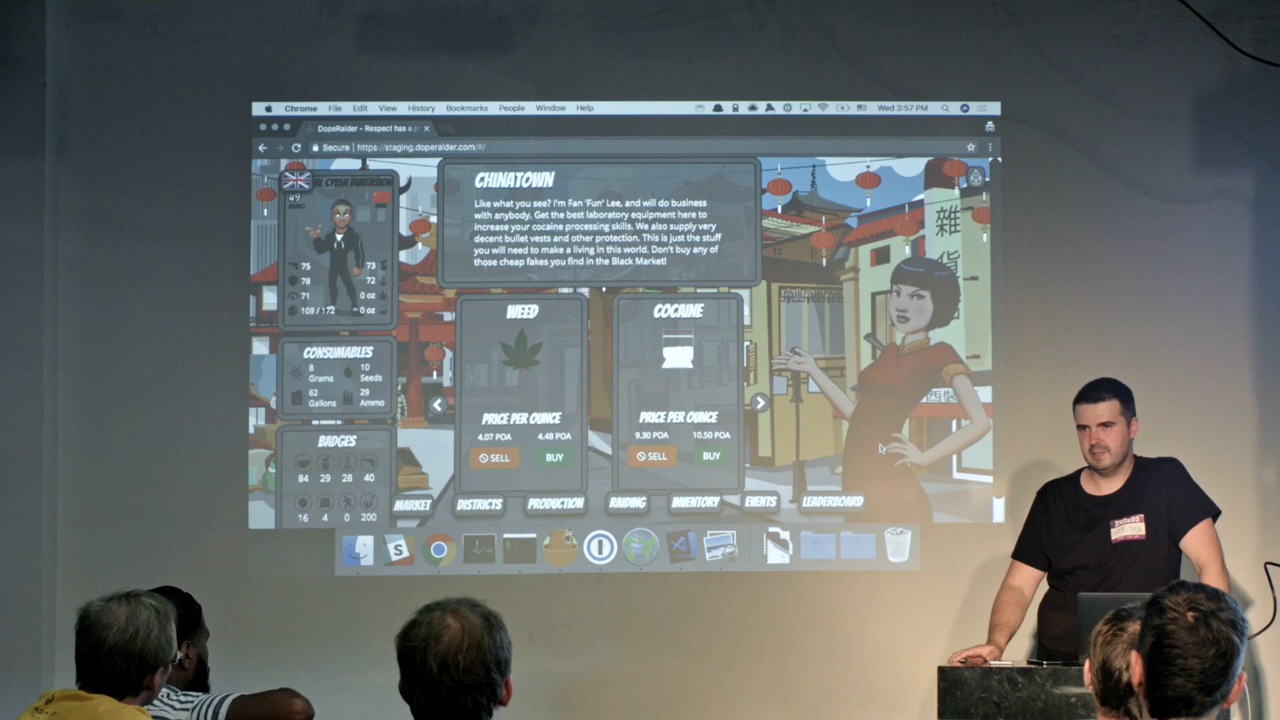 Chrome File Edit View History Bookmarks People Window Help Wed 3:57 PM
DopeRaider - Respect has a p
Secure | https://staging.doperaider.com/#/
CYBER DIMENSION
49
75 73
78 72
71 0 oz
109 / 172 0 oz
CHINATOWN
Like what you see? I'm Fan 'Fun' Lee, and will do business
with anybody. Get the best laboratory equipment here to
increase your cocaine processing skills. We also supply very
decent bullet vests and other protection. This is just the stuff
you will need to make a living in this world. Don't buy any of
those cheap fakes you find in the Black Market!
雜
貨
CONSUMABLES
8 10
Grams Seeds
62 29
Gallons Ammo
BADGES
84 29 28 40
16 4 0 200
WEED
PRICE PER OUNCE
4.07 POA 4.48 POA
SELL BUY
COCAINE
PRICE PER OUNCE
9.30 POA 10.50 POA
SELL BUY
MARKET DISTRICTS PRODUCTION RAIDING INVENTORY EVENTS LEADERBOARD